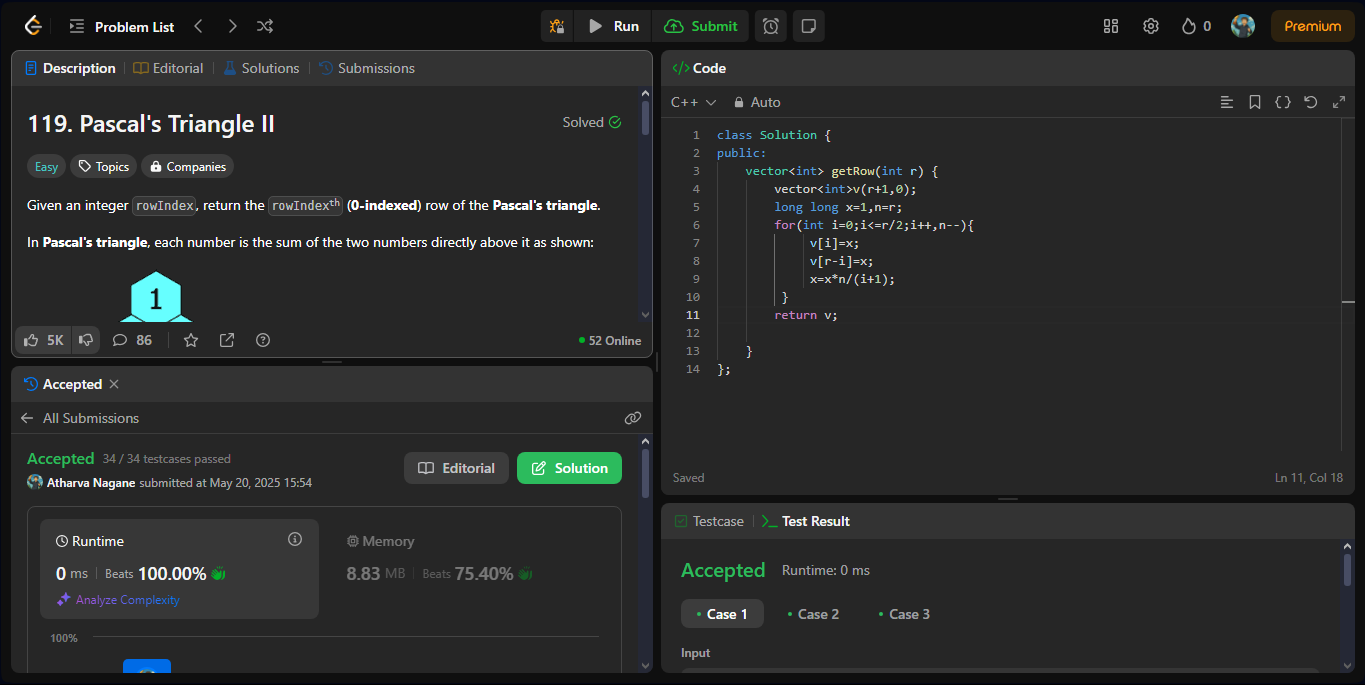 Problem List
Run
Submit
0
Premium
Description
Editorial
Solutions
Submissions
119. Pascal's Triangle II
Solved
Easy
Topics
Companies
Given an integer rowIndex, return the rowIndexth (0-indexed) row of the Pascal's triangle.
In Pascal's triangle, each number is the sum of the two numbers directly above it as shown:
1
5K
86
52 Online
Accepted
All Submissions
Accepted 34 / 34 testcases passed
Atharva Nagane submitted at May 20, 2025 15:54
Editorial
Solution
Runtime
0 ms Beats 100.00%
Analyze Complexity
Memory
8.83 MB Beats 75.40%
100%
</> Code
C++
Auto
1 class Solution {
2 public:
3 vector<int> getRow(int r) {
4 vector<int>v(r+1,0);
5 long long x=1,n=r;
6 for(int i=0;i<=r/2;i++,n--){
7 v[i]=x;
8 v[r-i]=x;
9 x=x*n/(i+1);
10 }
11 return v;
12
13 }
14 };
Saved
Ln 11, Col 18
Testcase
Test Result
Accepted Runtime: 0 ms
Case 1
Case 2
Case 3
Input